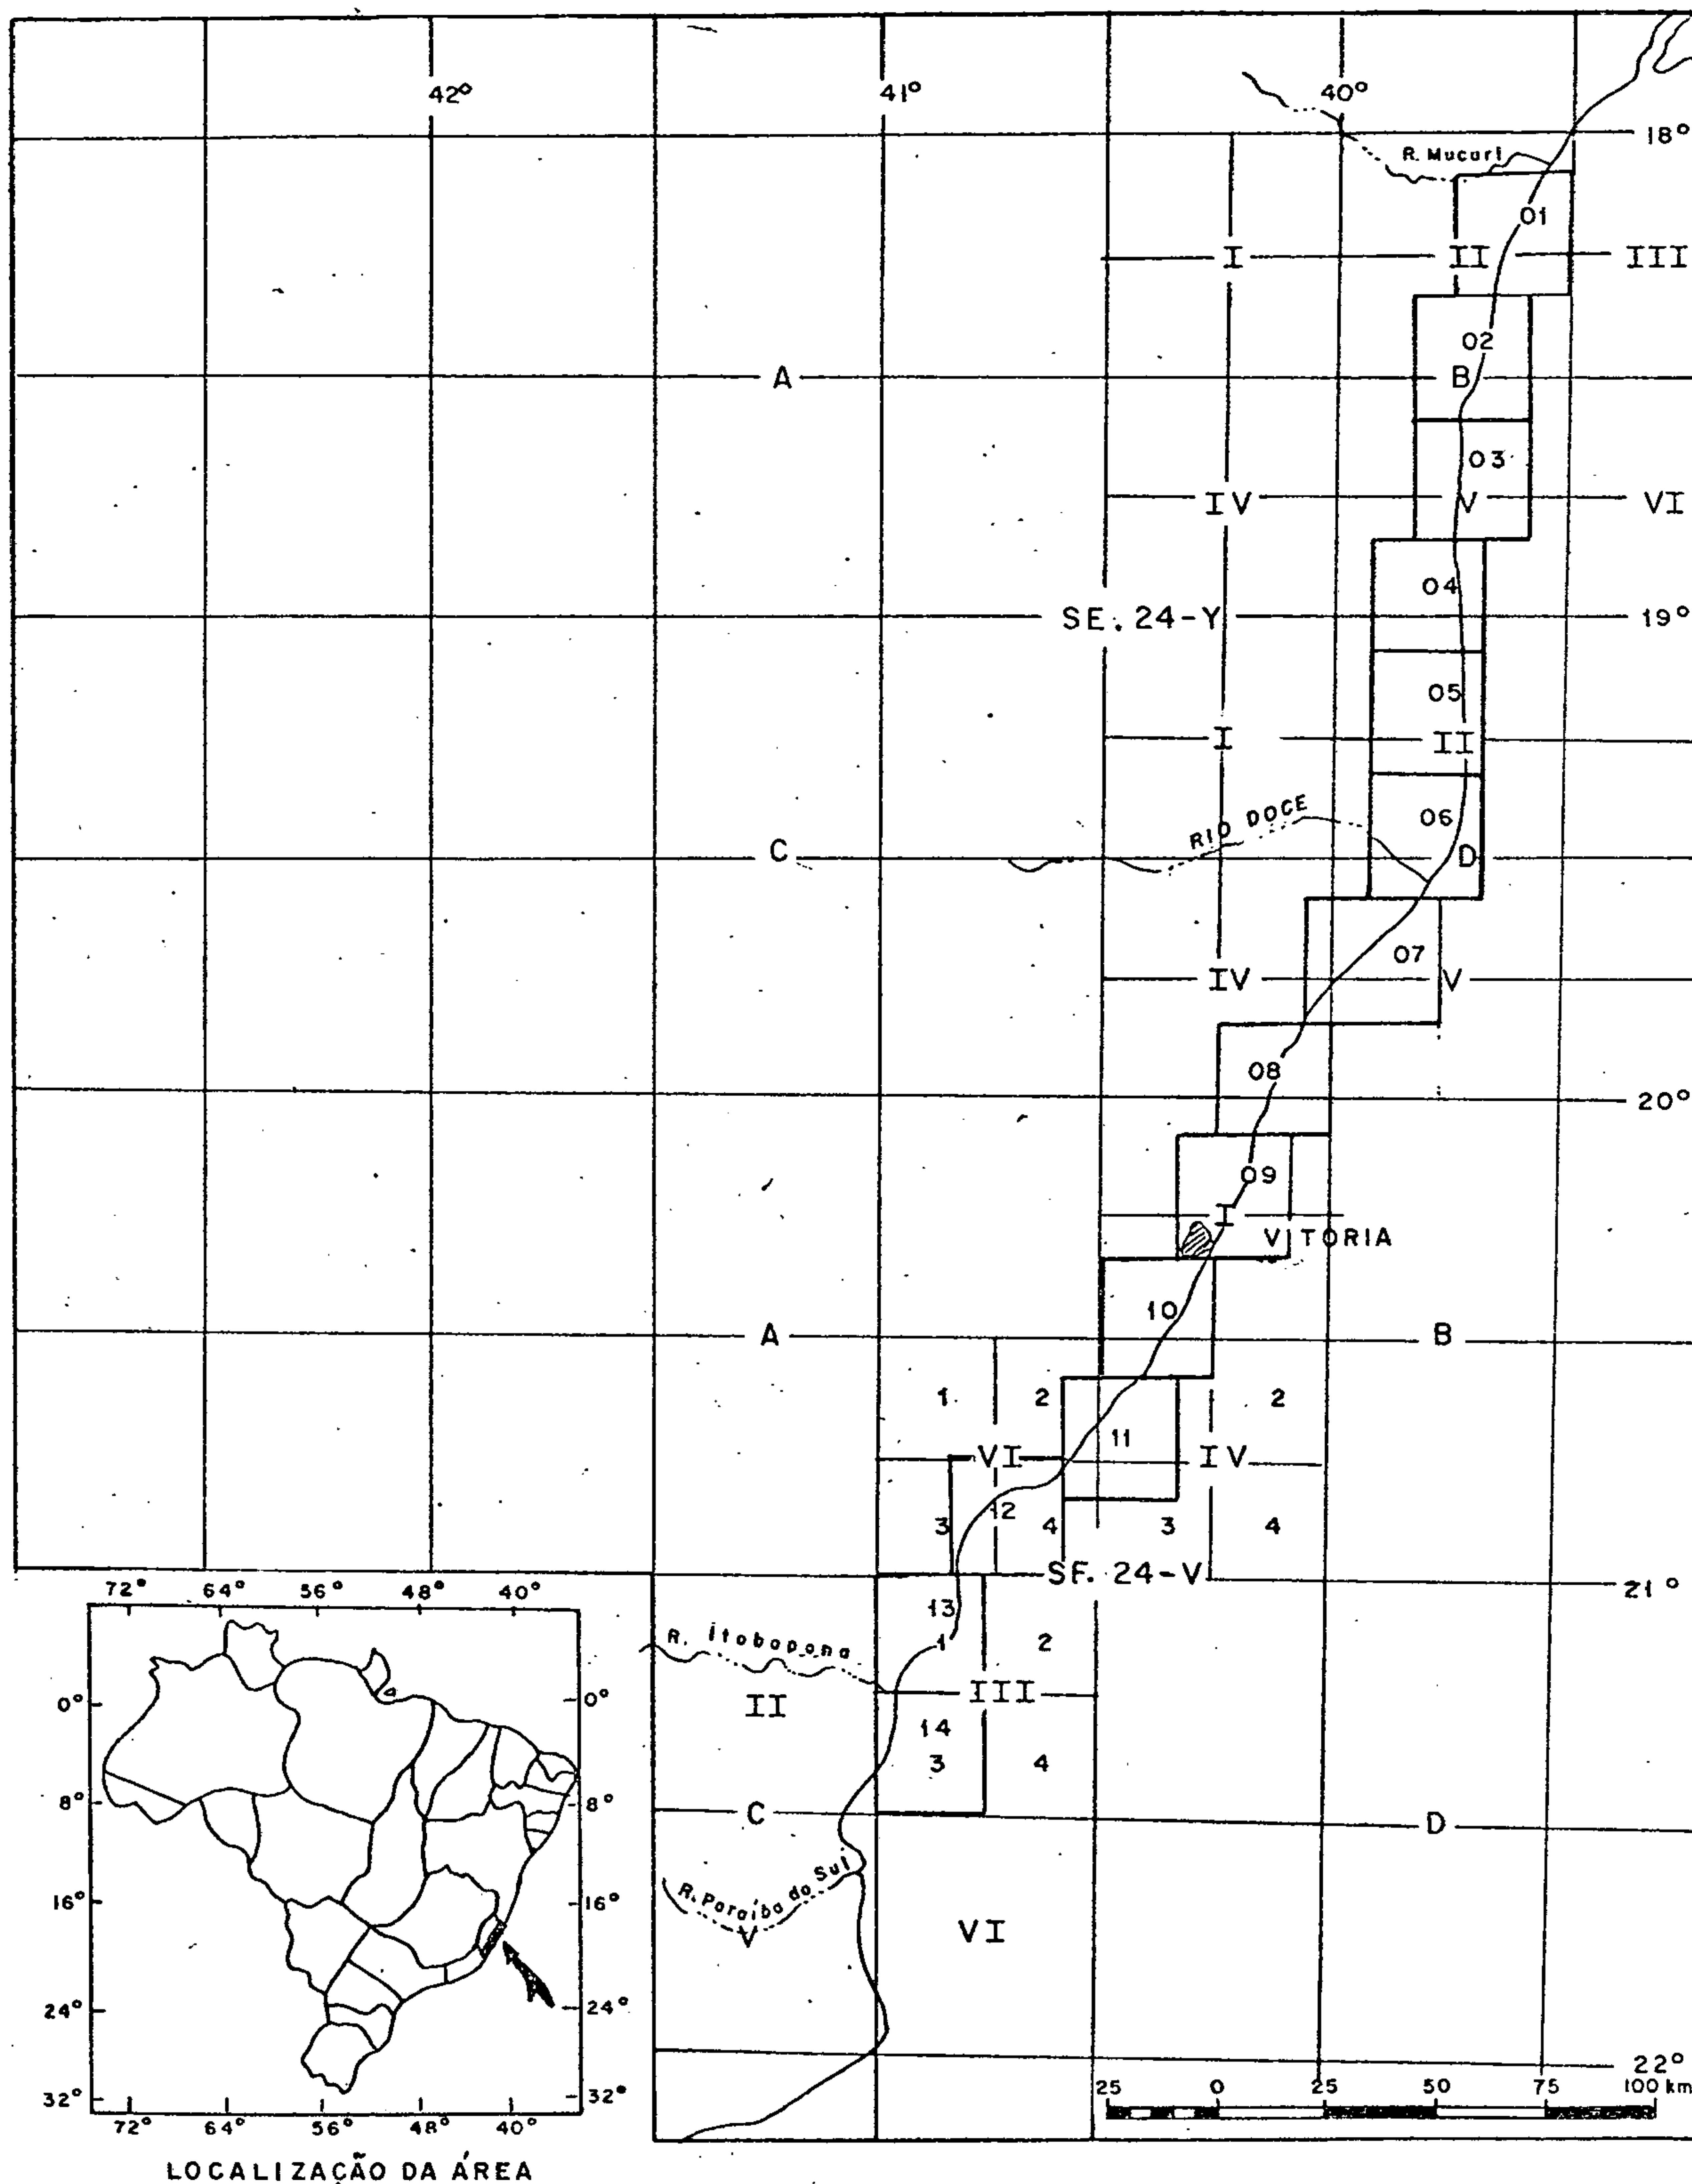 42° 41° 40°
18°
R. Mucuri
01
I II III
02
A B
03
IV V VI
04
SE. 24-Y 19°
05
I II
06
RIO DOCE
C D
07
IV V
08
20°
09
I
VITORIA
10
A B
1 2 2
11
VI IV
12
3 4 3 4
SF. 24-V 21°
13
R. Itabapoana
1 2
II III
14
3 4
C D
R. Paraíba do Sul
V VI
22°
25 0 25 50 75 100 km
72° 64° 56° 48° 40°
0° 0°
8° 8°
16° 16°
24° 24°
32° 32°
72° 64° 56° 48° 40°
LOCALIZAÇÃO DA ÁREA